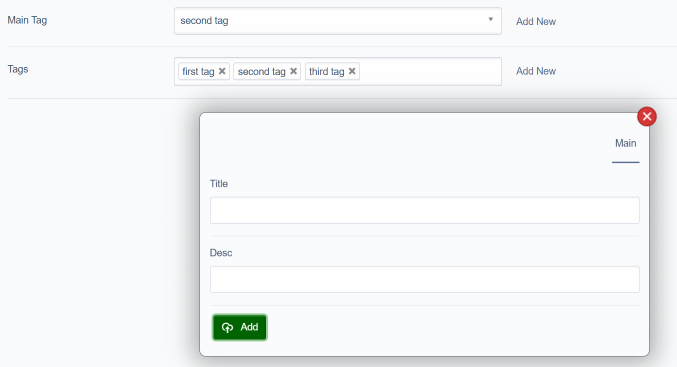 Main Tag
second tag
Add New
Tags
first tag × second tag × third tag ×
Add New
Main
Title
Desc
Add